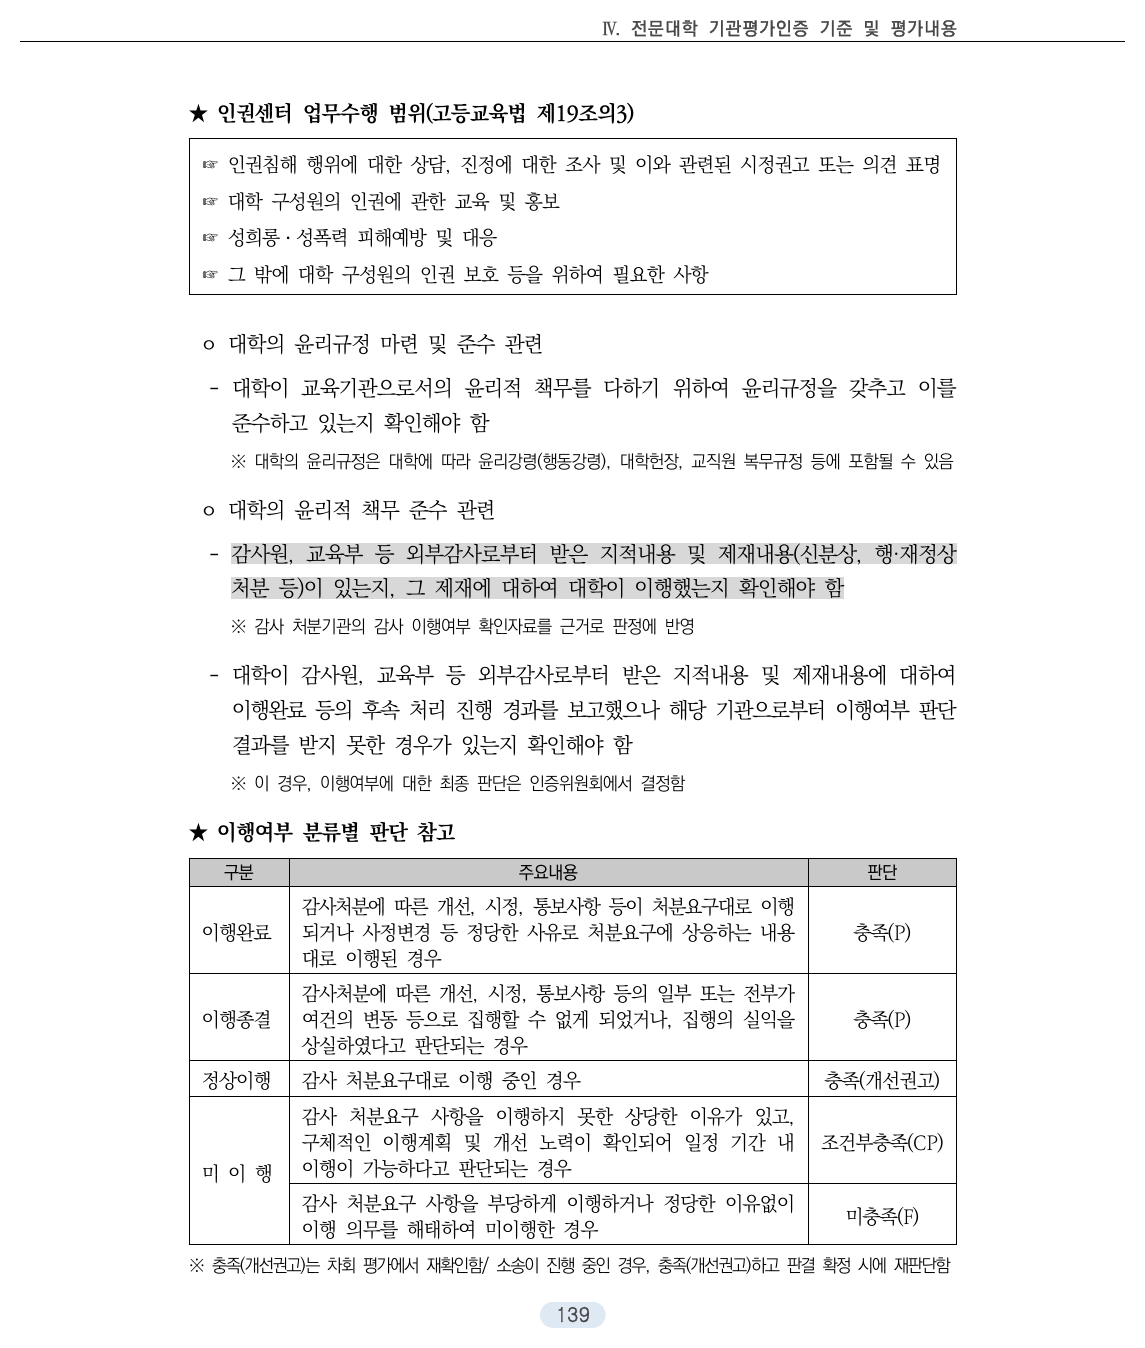 Ⅳ. 전문대학 기관평가인증 기준 및 평가내용
★ 인권센터 업무수행 범위(고등교육법 제19조의3)
☞ 인권침해 행위에 대한 상담, 진정에 대한 조사 및 이와 관련된 시정권고 또는 의견 표명
☞ 대학 구성원의 인권에 관한 교육 및 홍보
☞ 성희롱·성폭력 피해예방 및 대응
☞ 그 밖에 대학 구성원의 인권 보호 등을 위하여 필요한 사항
ㅇ 대학의 윤리규정 마련 및 준수 관련
- 대학이 교육기관으로서의 윤리적 책무를 다하기 위하여 윤리규정을 갖추고 이를
준수하고 있는지 확인해야 함
※ 대학의 윤리규정은 대학에 따라 윤리강령(행동강령), 대학헌장, 교직원 복무규정 등에 포함될 수 있음
ㅇ 대학의 윤리적 책무 준수 관련
- 감사원, 교육부 등 외부감사로부터 받은 지적내용 및 제재내용(신분상, 행·재정상
처분 등)이 있는지, 그 제재에 대하여 대학이 이행했는지 확인해야 함
※ 감사 처분기관의 감사 이행여부 확인자료를 근거로 판정에 반영
- 대학이 감사원, 교육부 등 외부감사로부터 받은 지적내용 및 제재내용에 대하여
이행완료 등의 후속 처리 진행 경과를 보고했으나 해당 기관으로부터 이행여부 판단
결과를 받지 못한 경우가 있는지 확인해야 함
※ 이 경우, 이행여부에 대한 최종 판단은 인증위원회에서 결정함
★ 이행여부 분류별 판단 참고
구분 주요내용 판단
감사처분에 따른 개선, 시정, 통보사항 등이 처분요구대로 이행
이행완료 되거나 사정변경 등 정당한 사유로 처분요구에 상응하는 내용 충족(P)
대로 이행된 경우
감사처분에 따른 개선, 시정, 통보사항 등의 일부 또는 전부가
이행종결 여건의 변동 등으로 집행할 수 없게 되었거나, 집행의 실익을 충족(P)
상실하였다고 판단되는 경우
정상이행 감사 처분요구대로 이행 중인 경우 충족(개선권고)
감사 처분요구 사항을 이행하지 못한 상당한 이유가 있고,
구체적인 이행계획 및 개선 노력이 확인되어 일정 기간 내 조건부충족(CP)
이행이 가능하다고 판단되는 경우
미 이 행
감사 처분요구 사항을 부당하게 이행하거나 정당한 이유없이
이행 의무를 해태하여 미이행한 경우 미충족(F)
※ 충족(개선권고)는 차회 평가에서 재확인함/ 소송이 진행 중인 경우, 충족(개선권고)하고 판결 확정 시에 재판단함
139